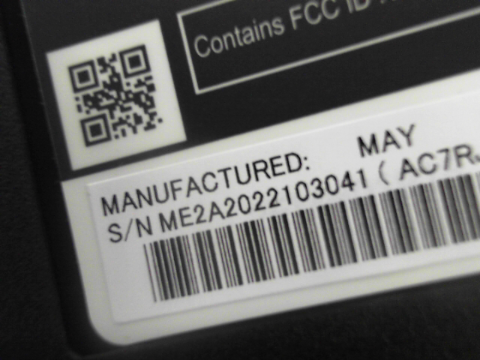 Contains FCC ID
MANUFACTURED: MAY
S/N ME2A2022103041 ( AC7R